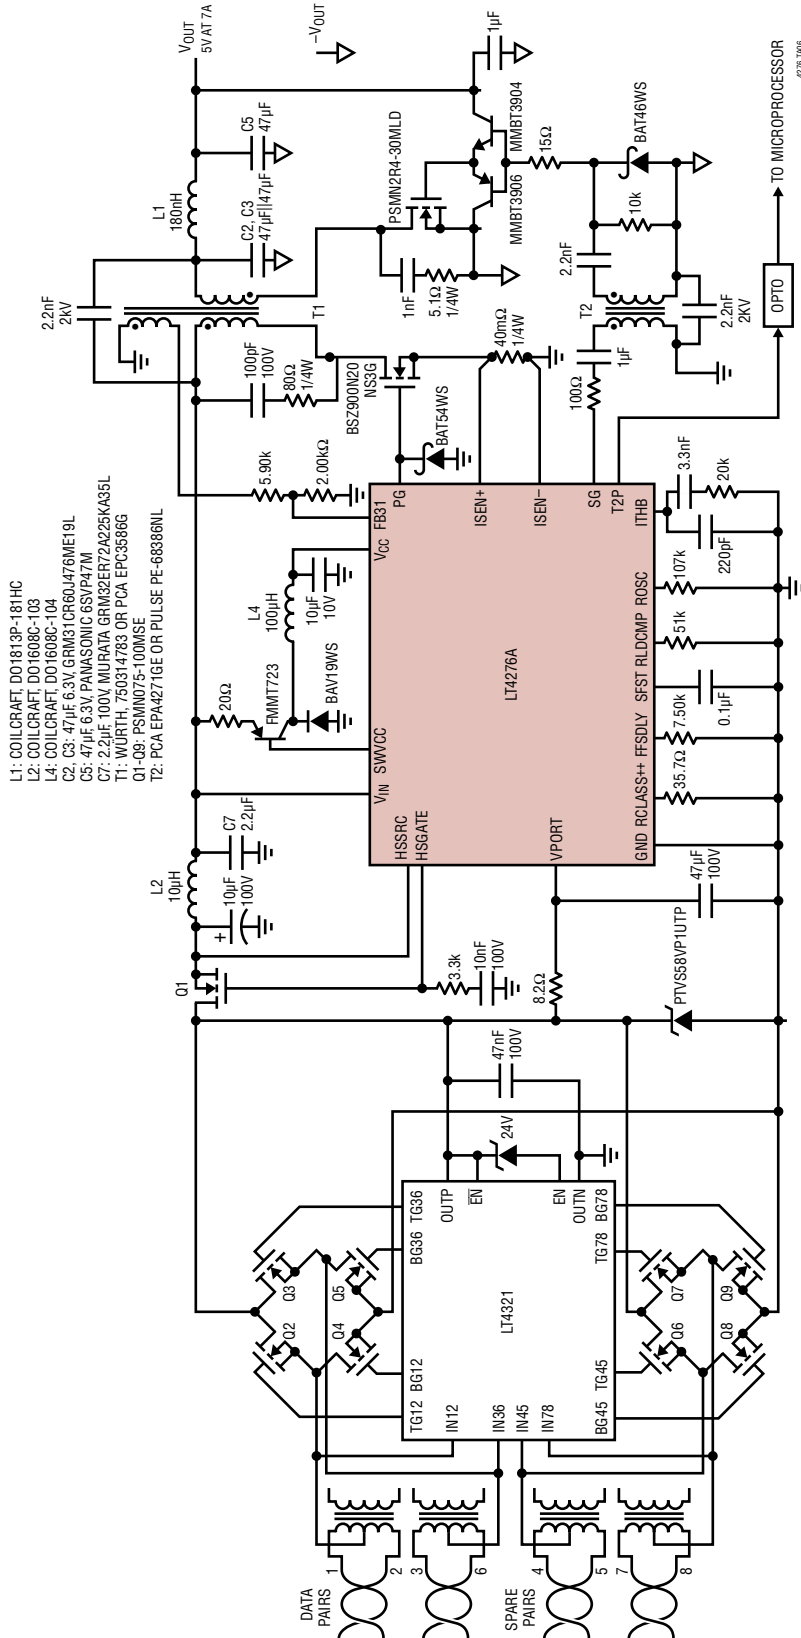 L1: COILCRAFT, DO1813P-181HC
L2: COILCRAFT, DO1608C-103
L4: COILCRAFT, DO1608C-104
C2, C3: 47µF, 6.3V, GRM31CR60J476ME19L
C5: 47µF, 6.3V, PANASONIC 6SVP47M
C7: 2.2µF, 100V, MURATA GRM32ER72A225KA35L
T1: WÜRTH, 750314783 OR PCA EPC3586G
Q1-Q9: PSMN075-100MSE
T2: PCA EPA4271GE OR PULSE PE-68386NL
DATA
PAIRS
1
2
3
6
SPARE
PAIRS
4
5
7
8
Q2
Q3
Q4
Q5
TG12
BG12
BG36
TG36
IN12
IN36
IN45
IN78
LT4321
OUTP
EN
EN
OUTN
BG45
TG45
TG78
BG78
Q6
Q7
Q8
Q9
24V
47nF
100V
Q1
3.3k
10nF
100V
8.2Ω
PTVS58VP1UTP
47µF
100V
+
10µF
100V
L2
10µH
C7
2.2µF
20Ω
FMMT723
BAV19WS
L4
100µH
10µF
10V
5.90k
2.00kΩ
HSSRC
HSGATE
VPORT
VIN
SWVCC
VCC
FB31
LT4276A
PG
ISEN+
ISEN–
SG
T2P
GND
RCLASS++
FFSDLY
SFST
RLDCMP
ROSC
ITHB
35.7Ω
7.50k
0.1µF
51k
107k
220pF
3.3nF
20k
100pF
100V
80Ω
1/4W
BSZ900N20
NS3G
BAT54WS
40mΩ
1/4W
100Ω
1µF
T2
2.2nF
2KV
2.2nF
10k
BAT46WS
15Ω
OPTO
TO MICROPROCESSOR
2.2nF
2kV
T1
L1
180nH
C2, C3
47µF||47µF
C5
47µF
VOUT
5V AT 7A
–VOUT
1nF
5.1Ω
1/4W
PSMN2R4-30MLD
MMBT3906
MMBT3904
1µF
4276 TA06